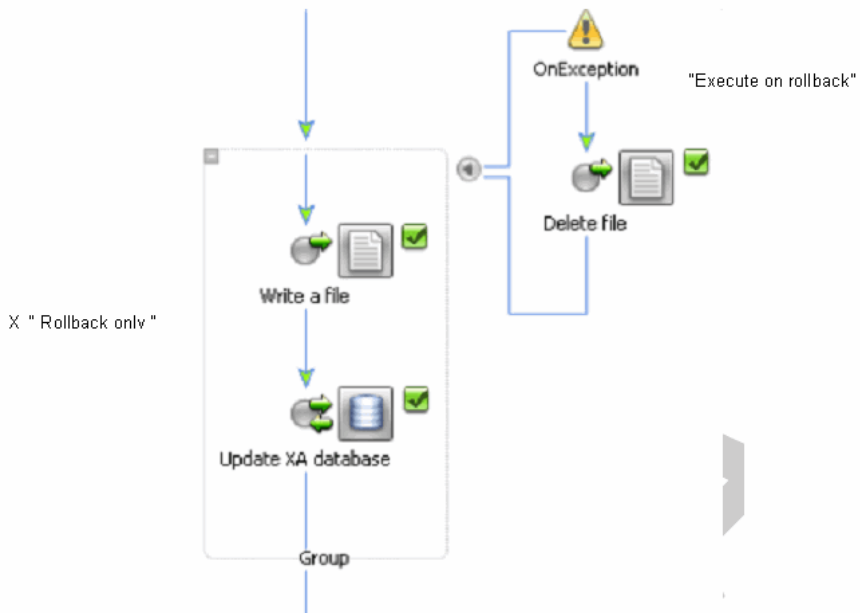 OnException
"Execute on rollback"
Delete file
Write a file
X " Rollback only "
Update XA database
Group